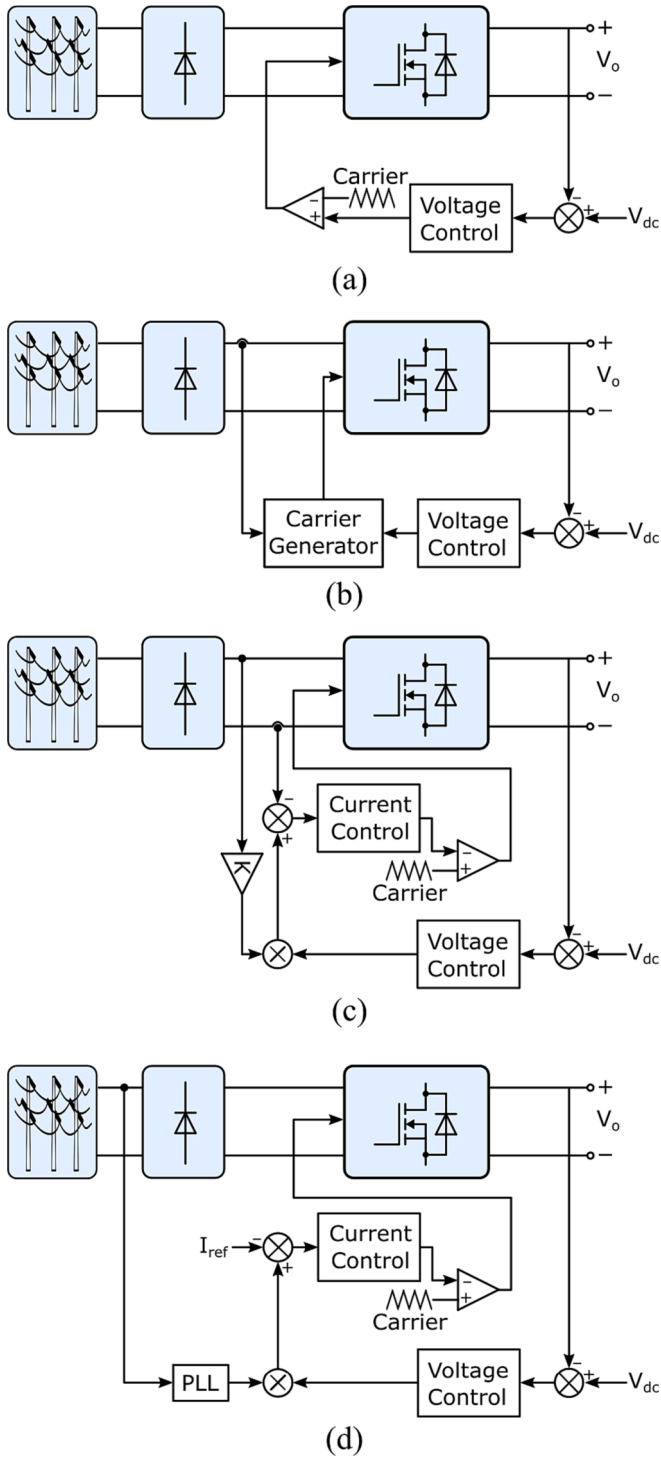 +
Vo
−
Carrier
−
+
Voltage
Control
−
+
Vdc
(a)
+
Vo
−
Carrier
Generator
Voltage
Control
−
+
Vdc
(b)
+
Vo
−
−
+
Current
Control
−
+
K
Carrier
Voltage
Control
−
+
Vdc
(c)
+
Vo
−
Iref
−
+
Current
Control
−
+
Carrier
PLL
Voltage
Control
−
+
Vdc
(d)